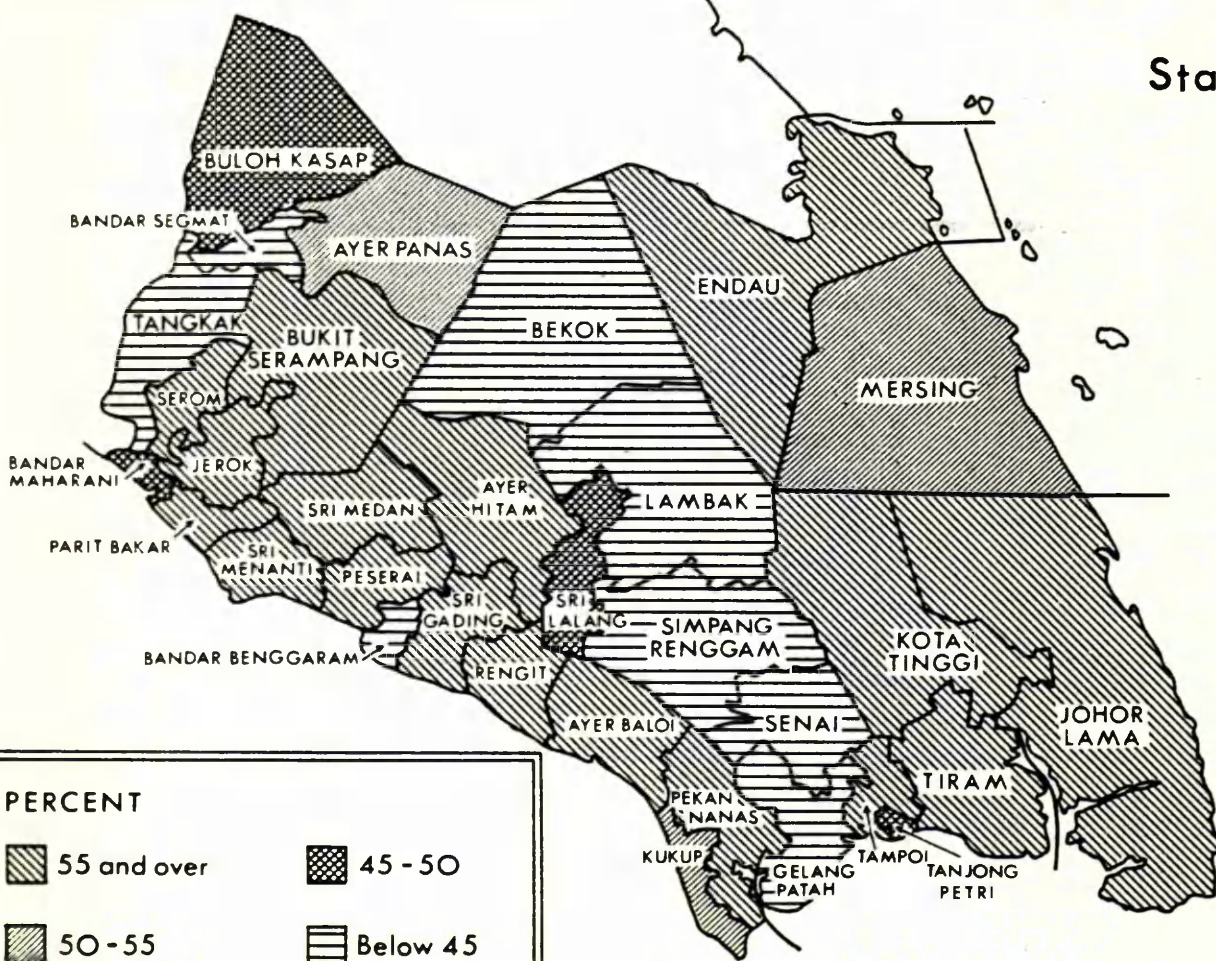 Sta
BULOH KASAP
BANDAR SEGMAT
AYER PANAS
ENDAU
TANGKAK
BUKIT
SERAMPANG
BEKOK
MERSING
SEROM
BANDAR
MAHARANI
JEROK
AYER
HITAM
LAMBAK
SRI MEDAN
PARIT BAKAR
SRI
MENANTI
PESERAI
SRI
GADING
SRI
LALANG
SIMPANG
RENGGAM
KOTA
TINGGI
BANDAR BENGGARAM
RENGIT
AYER BALOI
SENAI
JOHOR
LAMA
TIRAM
PEKAN
NANAS
KUKUP
GELANG
PATAH
TAMPOI
TANJONG
PETRI
PERCENT
55 and over
45-50
50-55
Below 45